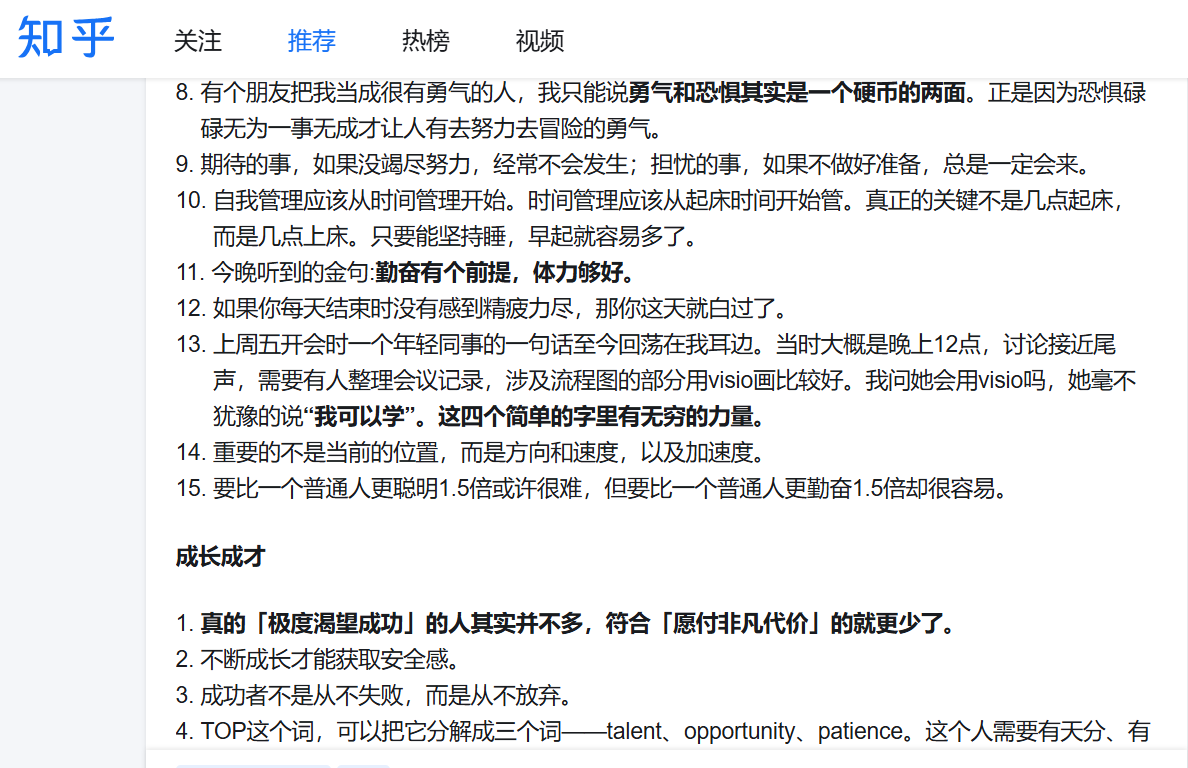 知乎 关注 推荐 热榜 视频
8. 有个朋友把我当成很有勇气的人，我只能说勇气和恐惧其实是一个硬币的两面。正是因为恐惧碌
碌无为一事无成才让人有去努力去冒险的勇气。
9. 期待的事，如果没竭尽努力，经常不会发生；担忧的事，如果不做好准备，总是一定会来。
10. 自我管理应该从时间管理开始。时间管理应该从起床时间开始管。真正的关键不是几点起床，
而是几点上床。只要能坚持睡，早起就容易多了。
11. 今晚听到的金句:勤奋有个前提，体力够好。
12. 如果你每天结束时没有感到精疲力尽，那你这天就白过了。
13. 上周五开会时一个年轻同事的一句话至今回荡在我耳边。当时大概是晚上12点，讨论接近尾
声，需要有人整理会议记录，涉及流程图的部分用visio画比较好。我问她会用visio吗，她毫不
犹豫的说“我可以学”。这四个简单的字里有无穷的力量。
14. 重要的不是当前的位置，而是方向和速度，以及加速度。
15. 要比一个普通人更聪明1.5倍或许很难，但要比一个普通人更勤奋1.5倍却很容易。
成长成才
1. 真的「极度渴望成功」的人其实并不多，符合「愿付非凡代价」的就更少了。
2. 不断成长才能获取安全感。
3. 成功者不是从不失败，而是从不放弃。
4. TOP这个词，可以把它分解成三个词——talent、opportunity、patience。这个人需要有天分、有